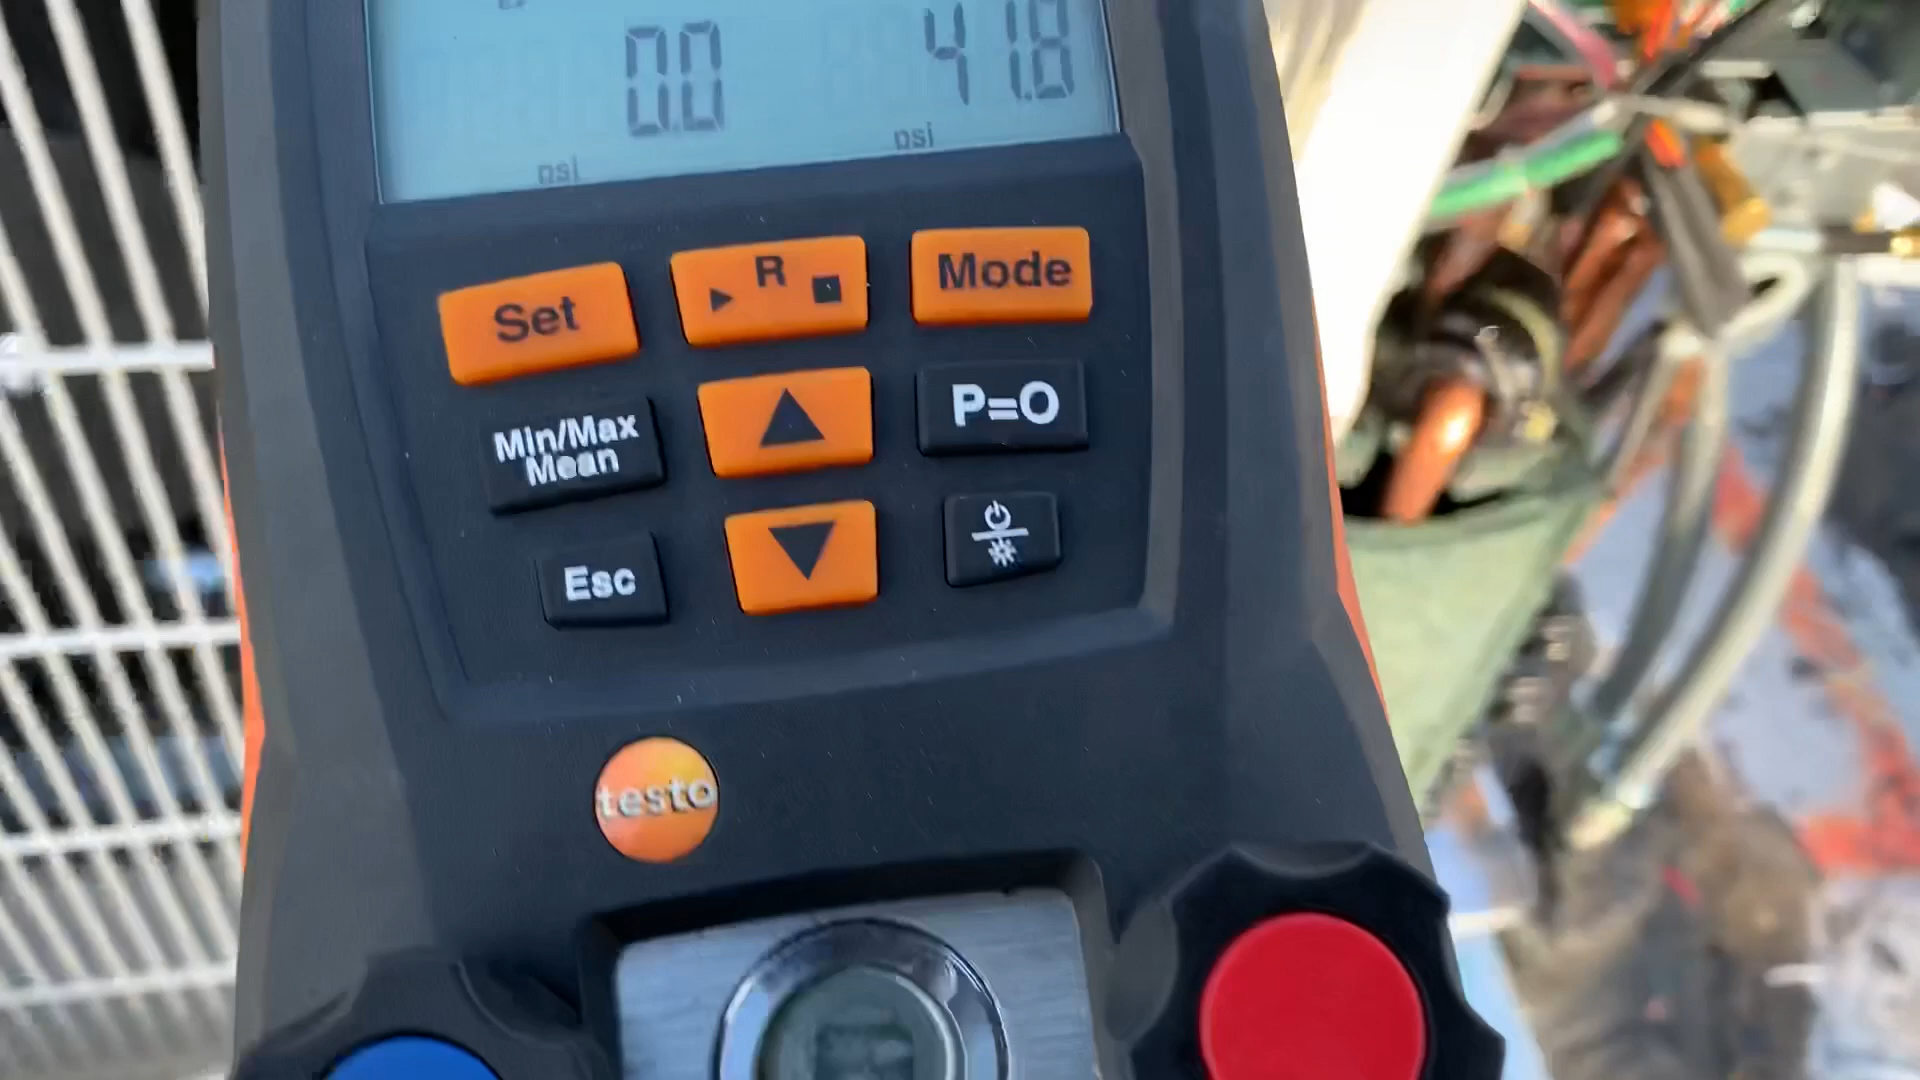 0.0 41.8
psi psi
Set R Mode
Min/Max
Mean
P=O
Esc
testo